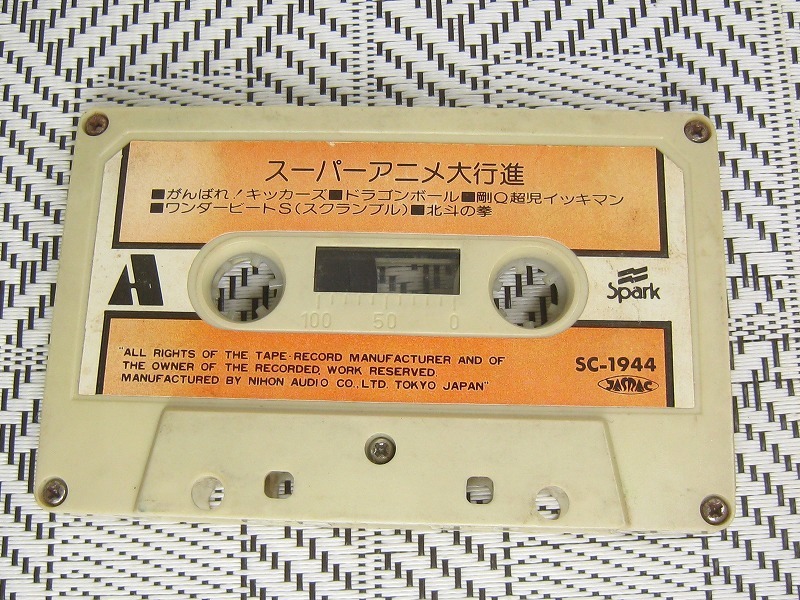 スーパーアニメ大行進
■がんばれ!キッカーズ■ドラゴンボール■剛Q超児イッキマン
■ワンダービートS(スクランブル)■北斗の拳
A
Spark
100 50 0
"ALL RIGHTS OF THE TAPE-RECORD MANUFACTURER AND OF
THE OWNER OF THE RECORDED, WORK RESERVED.
MANUFACTURED BY NIHON AUDIO CO., LTD. TOKYO JAPAN"
SC-1944
JASRAC